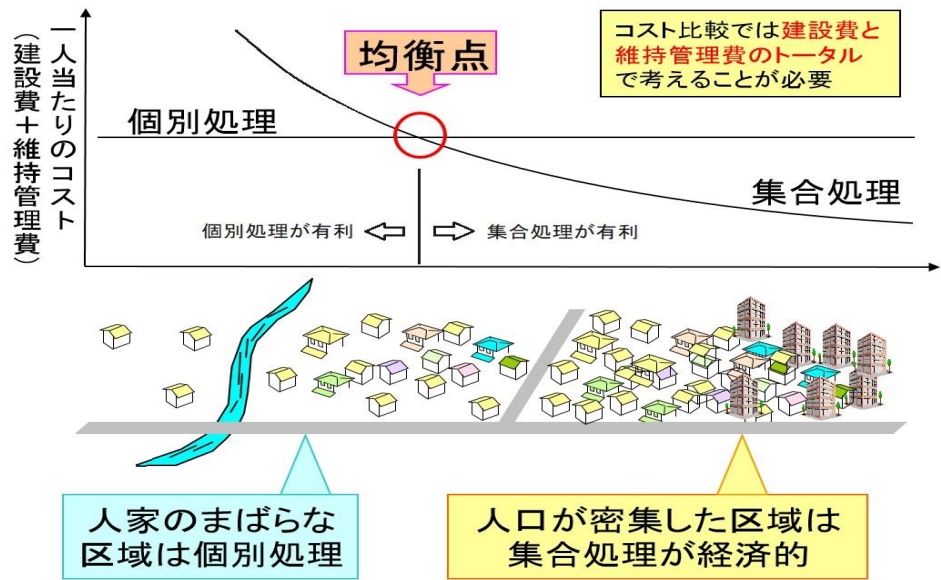 一人当たりのコスト
（建設費＋維持管理費）
均衡点
コスト比較では建設費と
維持管理費のトータル
で考えることが必要
個別処理
集合処理
個別処理が有利
集合処理が有利
人家のまばらな
区域は個別処理
人口が密集した区域は
集合処理が経済的